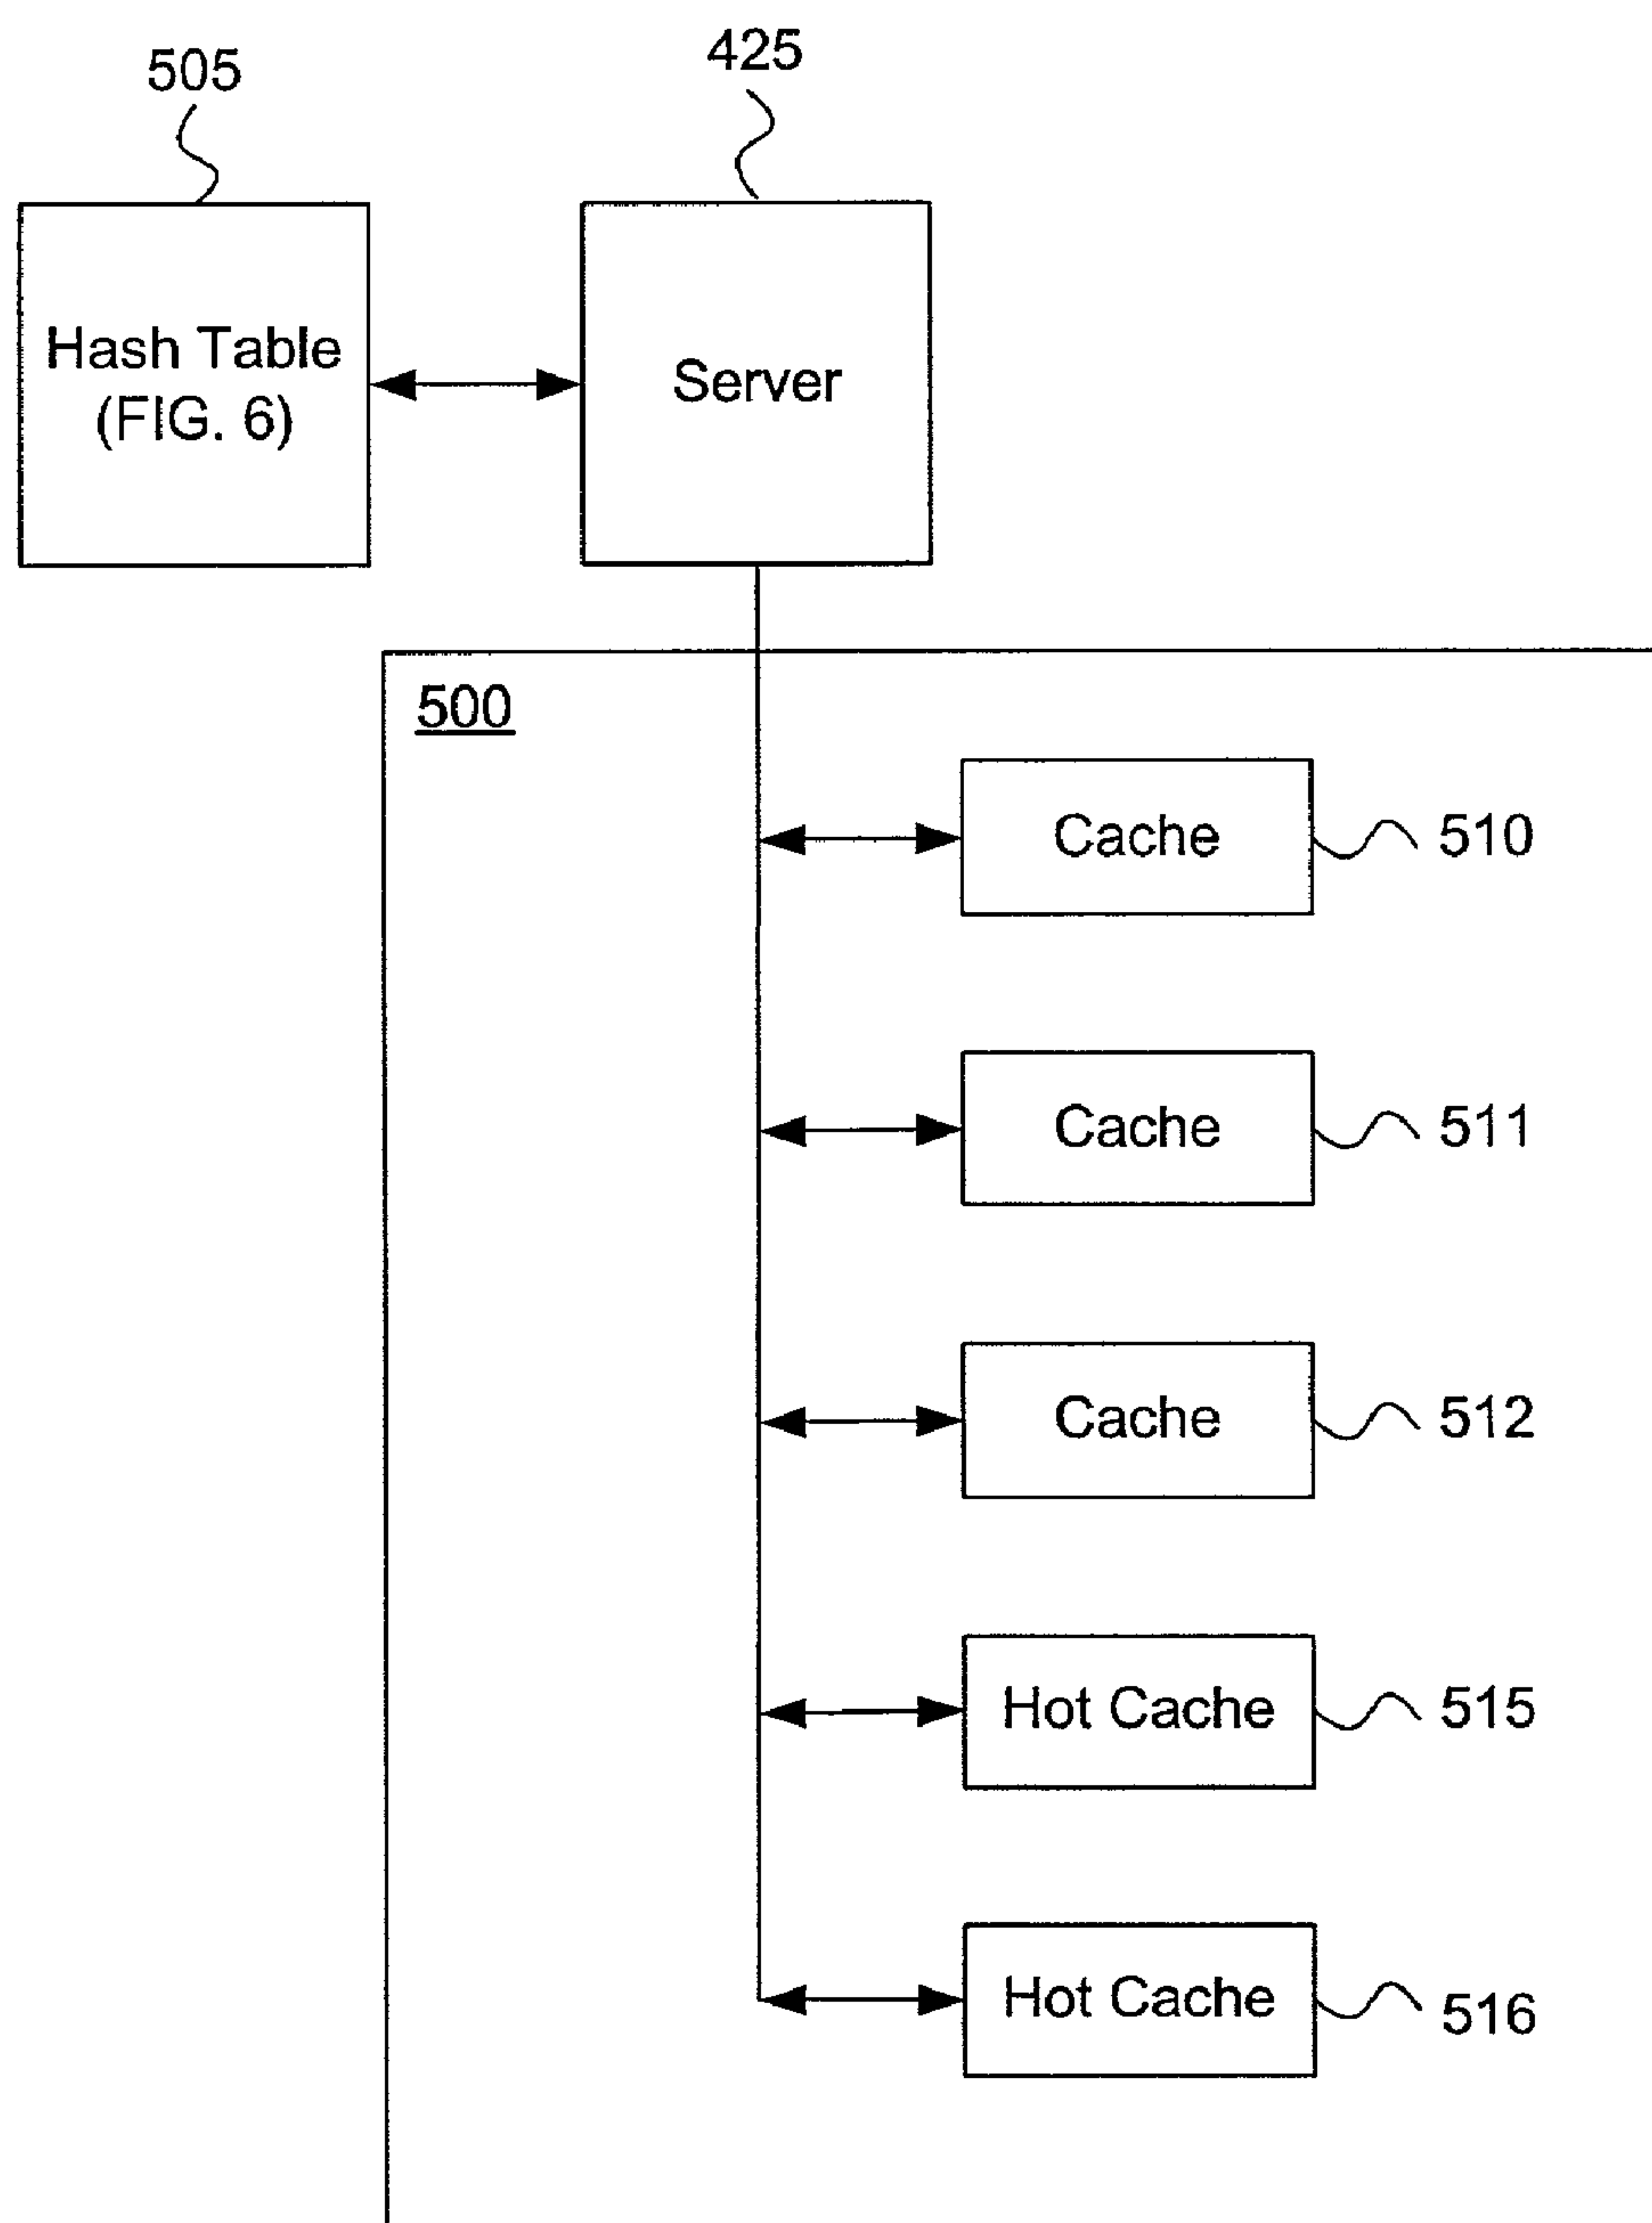 505
425
Hash Table
(FIG. 6)
Server
500
Cache
510
Cache
511
Cache
512
Hot Cache
515
Hot Cache
516